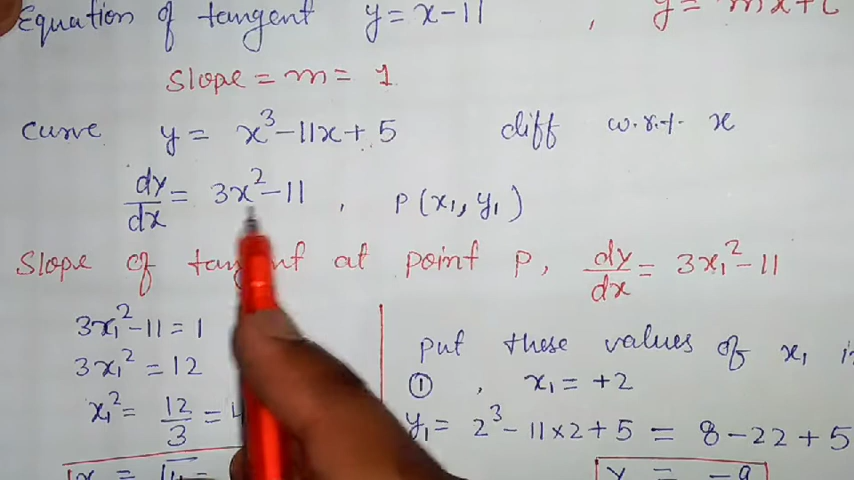 Equation of tangent y = x-11 , y = mx+c
Slope = m = 1
Curve y = x³-11x+5 diff w.r.t. x
dy/dx = 3x²-11 , P(x₁, y₁)
Slope of tangent at point P, dy/dx = 3x₁²-11
3x₁²-11 = 1
3x₁² = 12
x₁² = 12/3 = 4
put these values of x₁
① , x₁ = +2
y₁ = 2³-11×2+5 = 8-22+5
y = -9